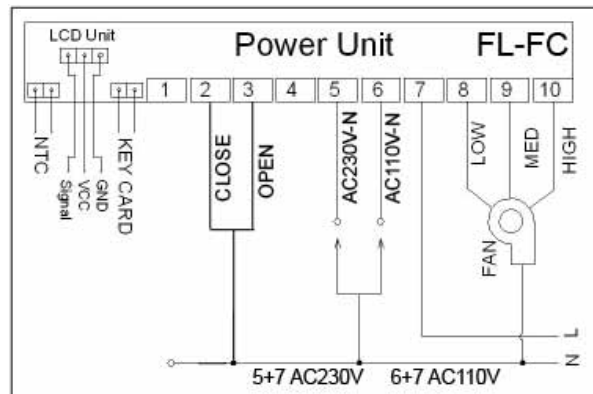 LCD Unit
Power Unit
FL-FC
1 2 3 4 5 6 7 8 9 10
NTC
Signal
VCC
GND
KEY CARD
CLOSE
OPEN
AC230V-N
AC110V-N
LOW
MED
HIGH
FAN
L
N
5+7 AC230V
6+7 AC110V